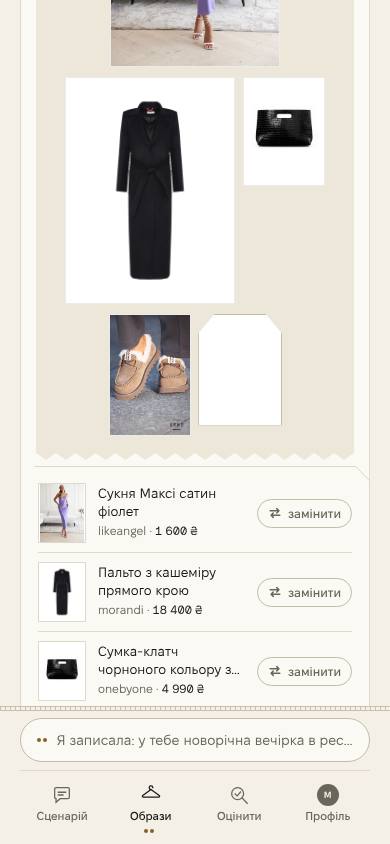 Сукня Максі сатин
фіолет
likeangel · 1 600 ₴
замінити
Пальто з кашеміру
прямого крою
morandi · 18 400 ₴
замінити
Сумка-клатч
чорноного кольору з...
onebyone · 4 990 ₴
замінити
Я записала: у тебе новорічна вечірка в рес...
Сценарій
Образи
Оцінити
М
Профіль